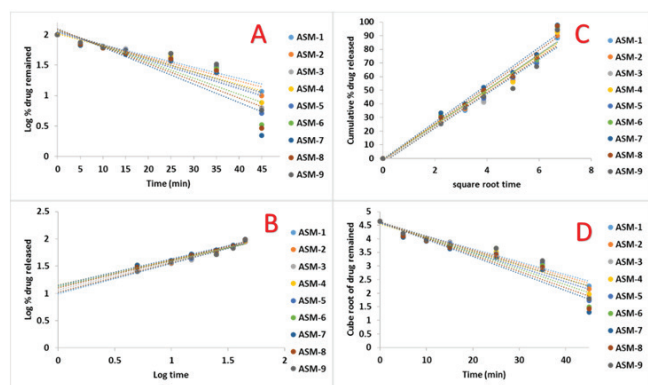 A
Log % drug remained
2.5
2
1.5
1
0.5
0
0 10 20 30 40 50
Time (min)
ASM-1
ASM-2
ASM-3
ASM-4
ASM-5
ASM-6
ASM-7
ASM-8
ASM-9
C
Cumulative % drug released
100
90
80
70
60
50
40
30
20
10
0
0 2 4 6 8
square root time
ASM-1
ASM-2
ASM-3
ASM-4
ASM-5
ASM-6
ASM-7
ASM-8
ASM-9
B
Log % drug released
2.5
2
1.5
1
0.5
0
0 0.5 1 1.5 2
Log time
ASM-1
ASM-2
ASM-3
ASM-4
ASM-5
ASM-6
ASM-7
ASM-8
ASM-9
D
Cube root of drug remained
5
4.5
4
3.5
3
2.5
2
1.5
1
0.5
0
0 10 20 30 40
Time (min)
ASM-1
ASM-2
ASM-3
ASM-4
ASM-5
ASM-6
ASM-7
ASM-8
ASM-9